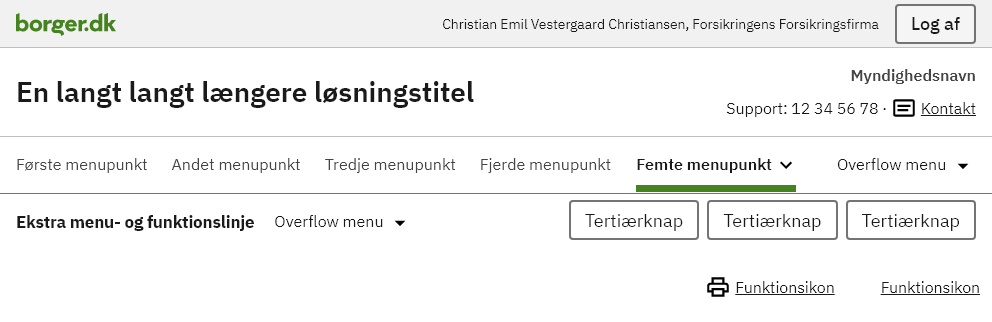 borger.dk Christian Emil Vestergaard Christiansen, Forsikringens Forsikringsfirma Log af
Myndighedsnavn
En langt langt længere løsningstitel
Support: 12 34 56 78 · Kontakt
Første menupunkt Andet menupunkt Tredje menupunkt Fjerde menupunkt Femte menupunkt Overflow menu
Ekstra menu- og funktionslinje Overflow menu Tertiærknap Tertiærknap Tertiærknap
Funktionsikon Funktionsikon